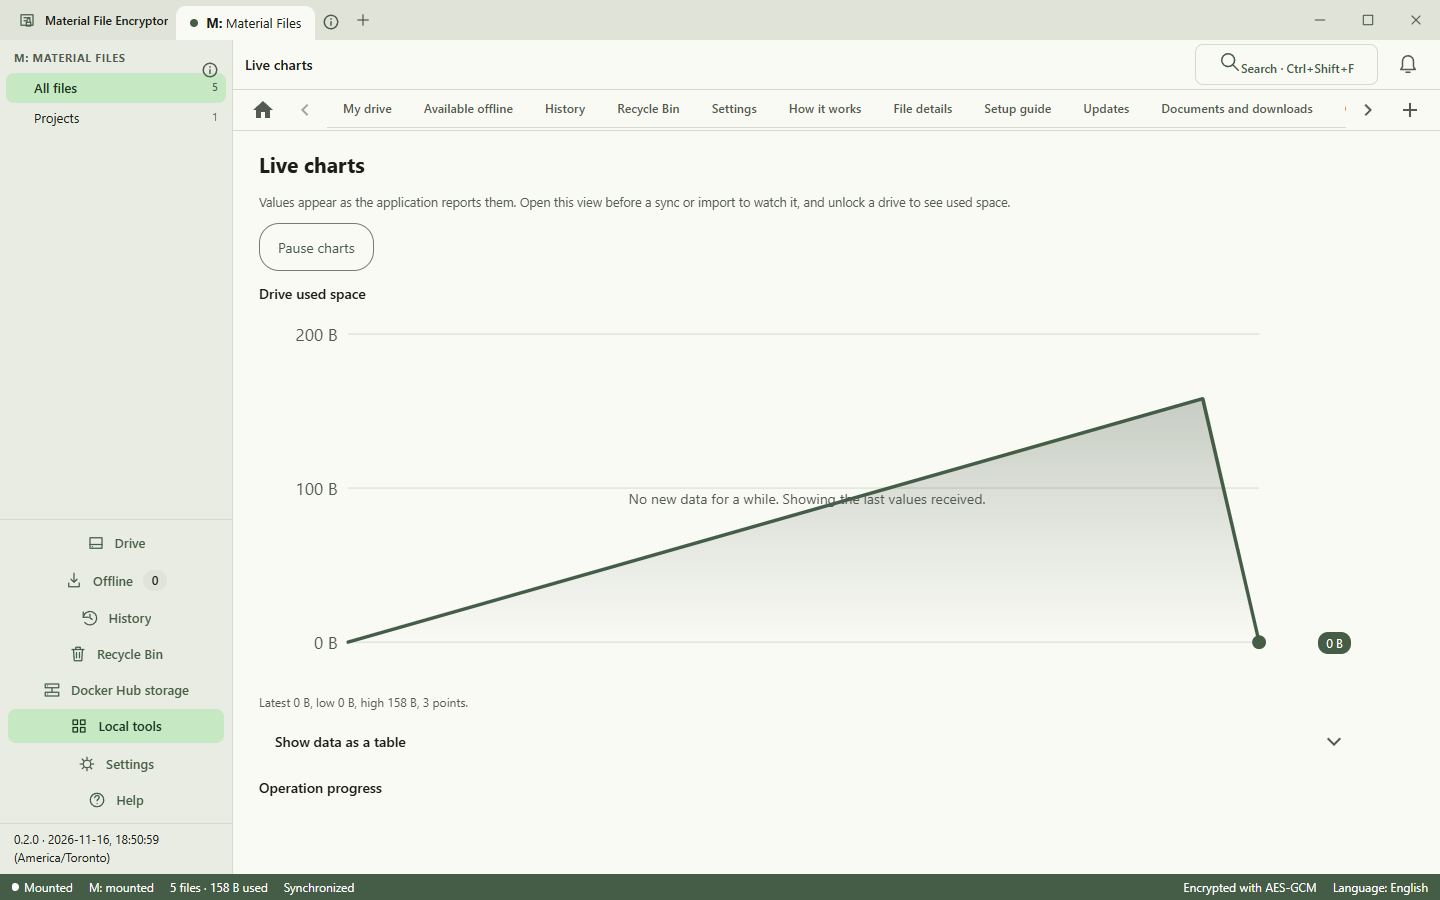 Material File Encryptor
M: Material Files
M: MATERIAL FILES
All files
5
Projects
1
Drive
Offline
0
History
Recycle Bin
Docker Hub storage
Local tools
Settings
Help
0.2.0 · 2026-11-16, 18:50:59
(America/Toronto)
Live charts
Search · Ctrl+Shift+F
My drive
Available offline
History
Recycle Bin
Settings
How it works
File details
Setup guide
Updates
Documents and downloads
Live charts
Values appear as the application reports them. Open this view before a sync or import to watch it, and unlock a drive to see used space.
Pause charts
Drive used space
200 B
100 B
No new data for a while. Showing the last values received.
0 B
0 B
Latest 0 B, low 0 B, high 158 B, 3 points.
Show data as a table
Operation progress
Mounted
M: mounted
5 files · 158 B used
Synchronized
Encrypted with AES-GCM
Language: English